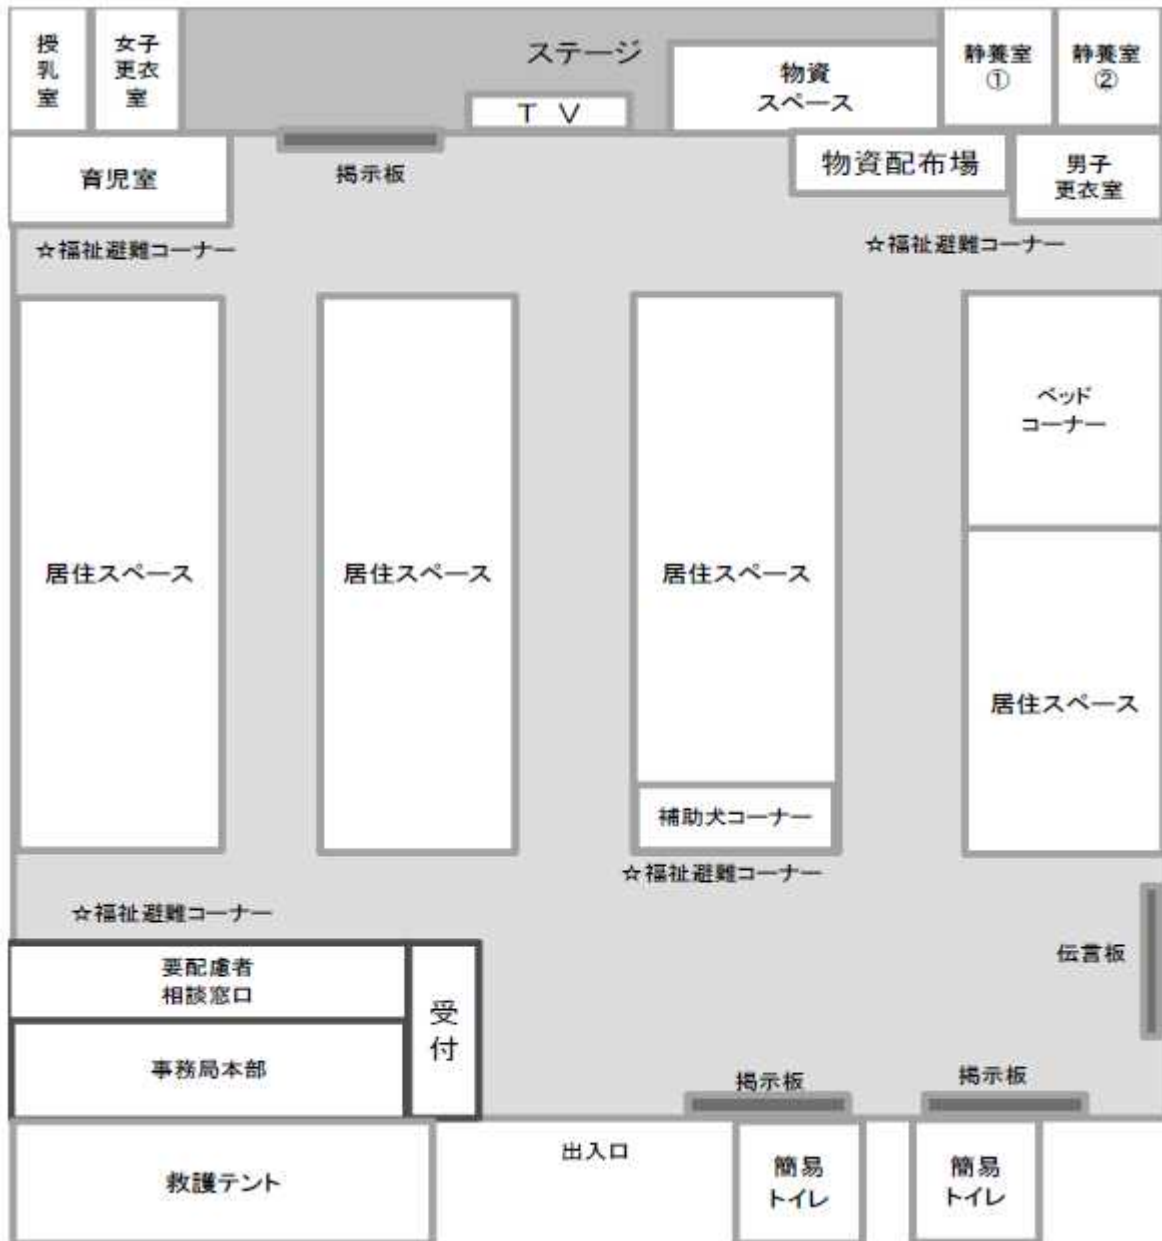 授
乳
室
女子
更衣
室
ステージ
T V
物資
スペース
静養室
①
静養室
②
育児室
掲示板
物資配布場
男子
更衣室
☆福祉避難コーナー
☆福祉避難コーナー
居住スペース
居住スペース
居住スペース
ベッド
コーナー
居住スペース
補助犬コーナー
☆福祉避難コーナー
☆福祉避難コーナー
要配慮者
相談窓口
受
付
事務局本部
伝言板
掲示板
掲示板
救護テント
出入口
簡易
トイレ
簡易
トイレ